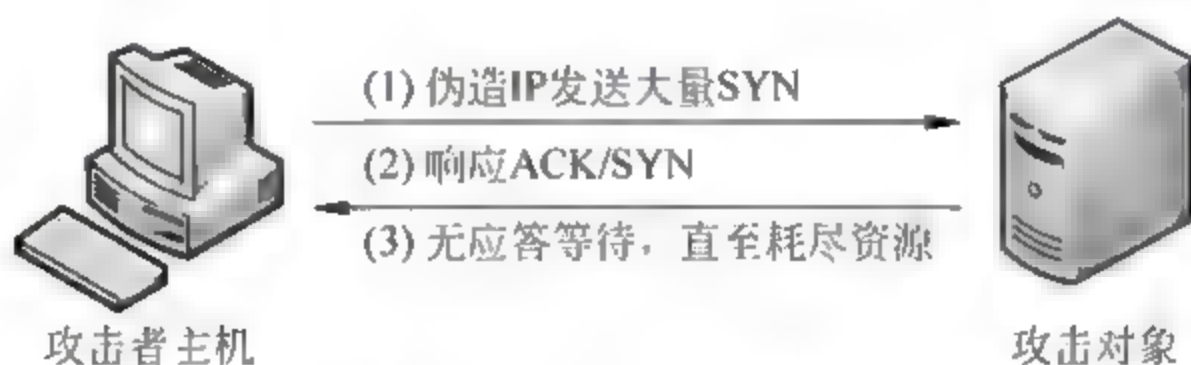 (1) 伪造IP发送大量SYN
(2) 响应ACK/SYN
(3) 无应答等待，直至耗尽资源
攻击者主机
攻击对象